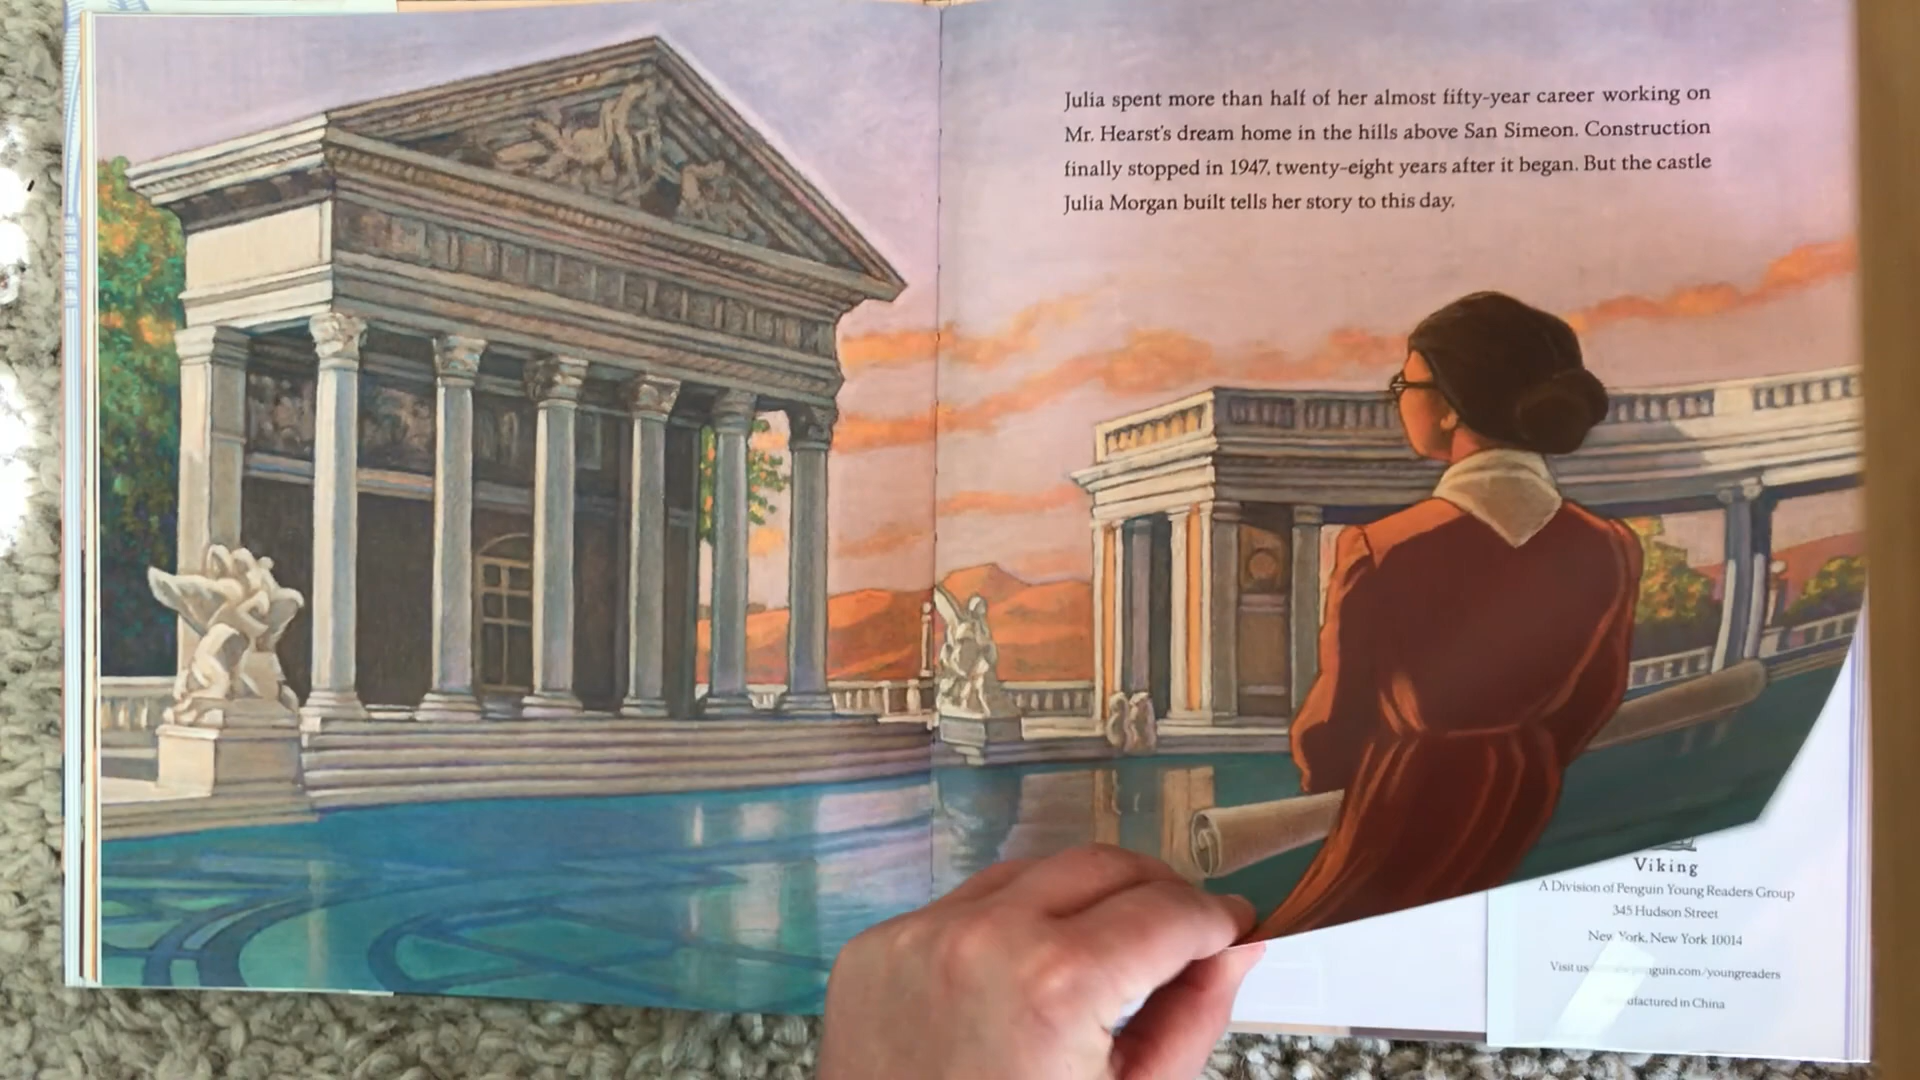 Julia spent more than half of her almost fifty-year career working on
Mr. Hearst's dream home in the hills above San Simeon. Construction
finally stopped in 1947, twenty-eight years after it began. But the castle
Julia Morgan built tells her story to this day.
Viking
A Division of Penguin Young Readers Group
345 Hudson Street
New York, New York 10014
Visit us
in China